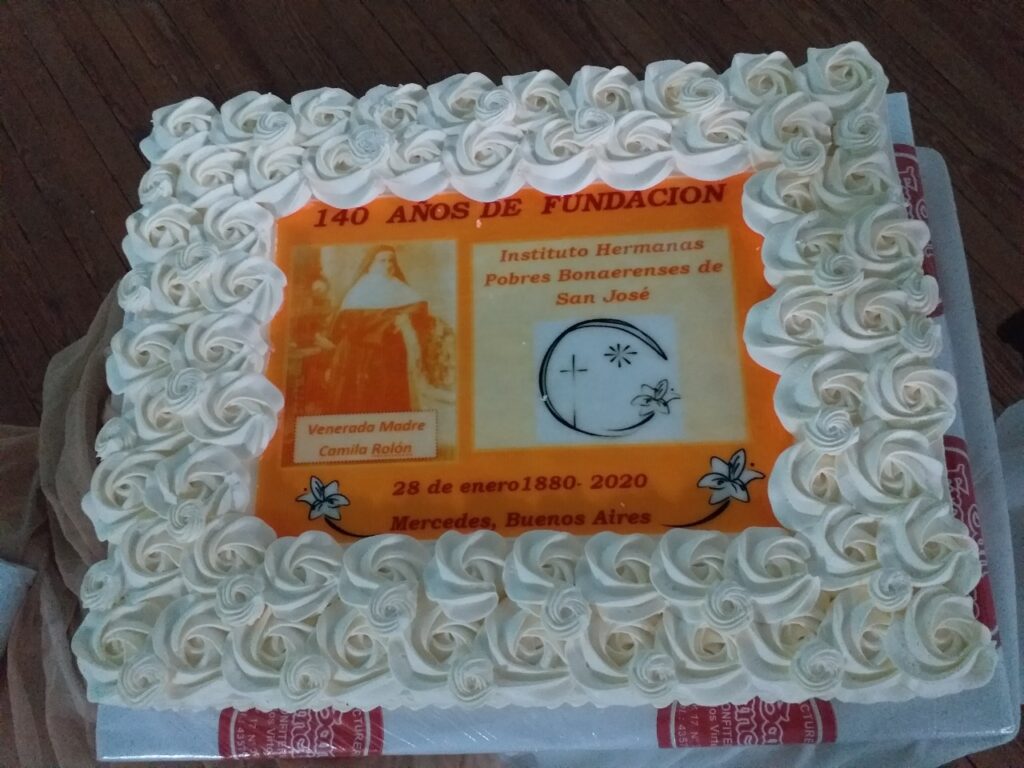 140 AÑOS DE FUNDACION
Instituto Hermanas
Pobres Bonaerenses de
San José
Venerada Madre
Camila Rolón
28 de enero1880- 2020
Mercedes, Buenos Aires